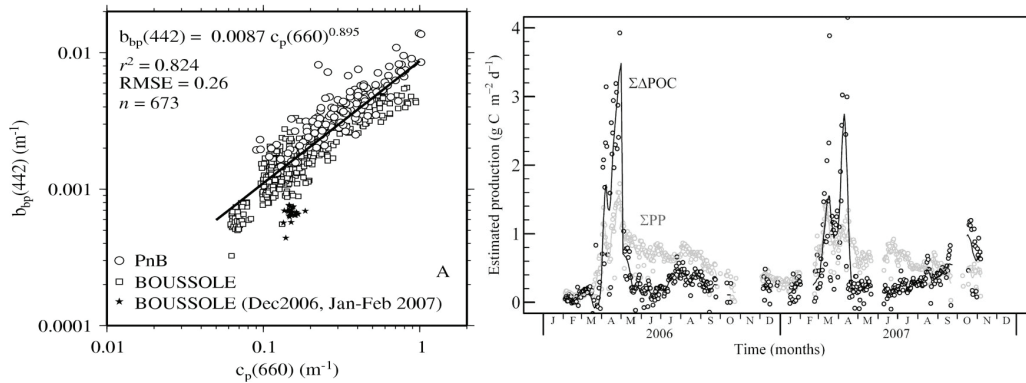 b_bp(442) = 0.0087 c_p(660)^0.895
r² = 0.824
RMSE = 0.26
n = 673
0.01
0.001
0.0001
b_bp(442) (m⁻¹)
PnB
BOUSSOLE
BOUSSOLE (Dec2006, Jan-Feb 2007)
A
0.01 0.1 1
c_p(660) (m⁻¹)
Estimated production (g C m⁻² d⁻¹)
4
3
2
1
0
ΣΔPOC
ΣPP
J F M A M J J A S O N D J F M A M J J A S O N D
2006 2007
Time (months)